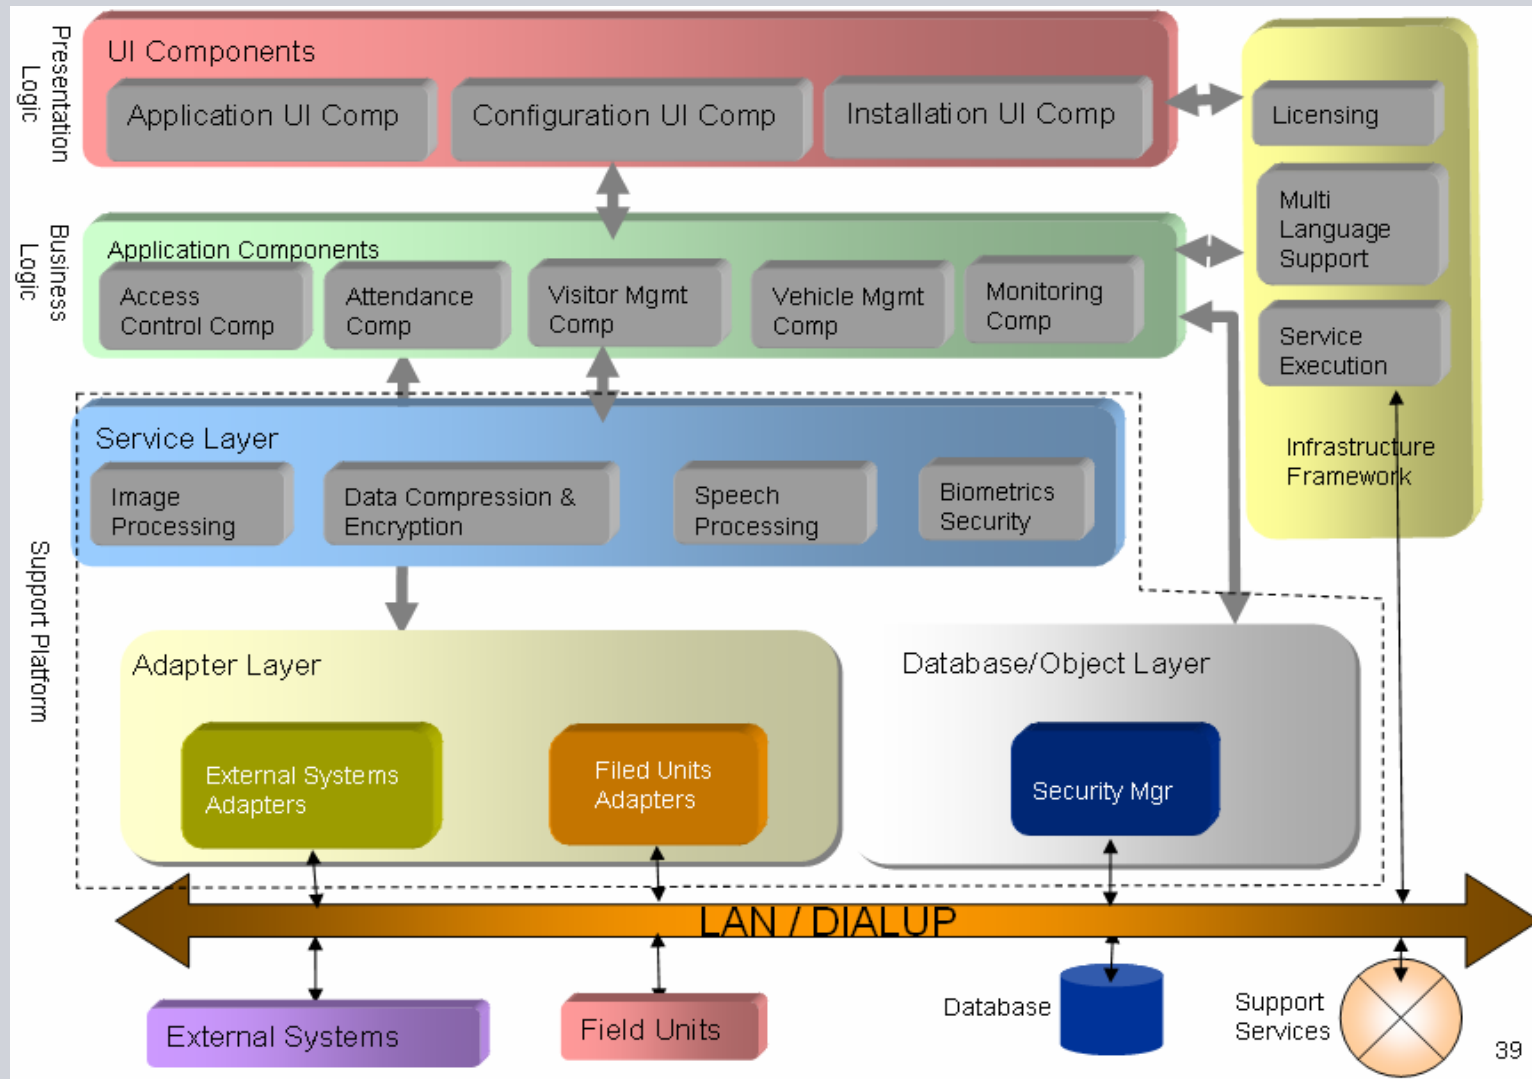 Presentation
Logic
UI Components
Application UI Comp
Configuration UI Comp
Installation UI Comp
Licensing
Multi
Language
Support
Service
Execution
Infrastructure
Framework
Business
Logic
Application Components
Access
Control Comp
Attendance
Comp
Visitor Mgmt
Comp
Vehicle Mgmt
Comp
Monitoring
Comp
Support Platform
Service Layer
Image
Processing
Data Compression &
Encryption
Speech
Processing
Biometrics
Security
Adapter Layer
External Systems
Adapters
Filed Units
Adapters
Database/Object Layer
Security Mgr
LAN / DIALUP
External Systems
Field Units
Database
Support
Services
39